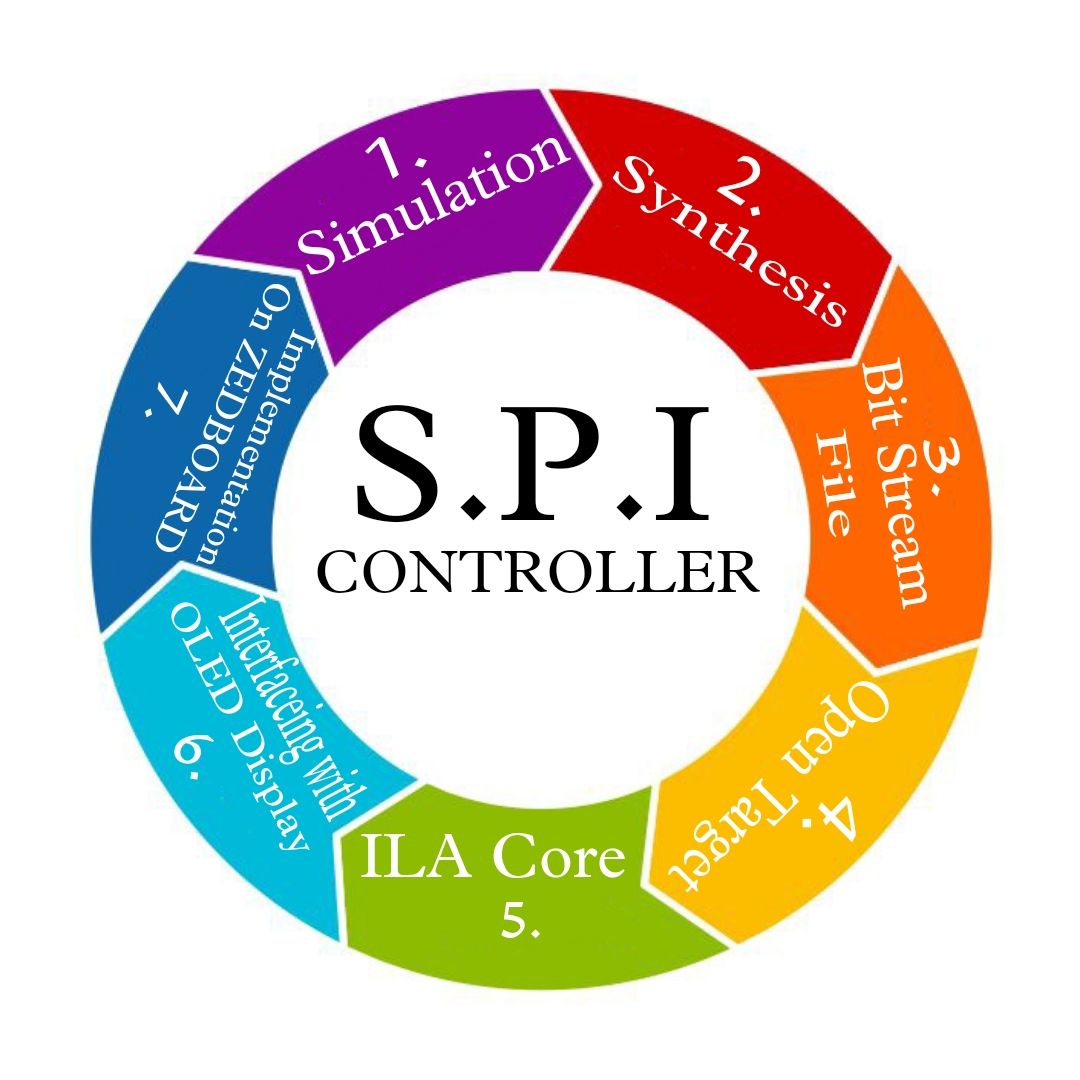 S.P.I
CONTROLLER
1.
Simulation
2.
Synthesis
3.
Bit Stream
File
4.
Open Target
ILA Core
5.
Interfaceing with
OLED Display
6.
Implementation
On ZEDBOARD
7.